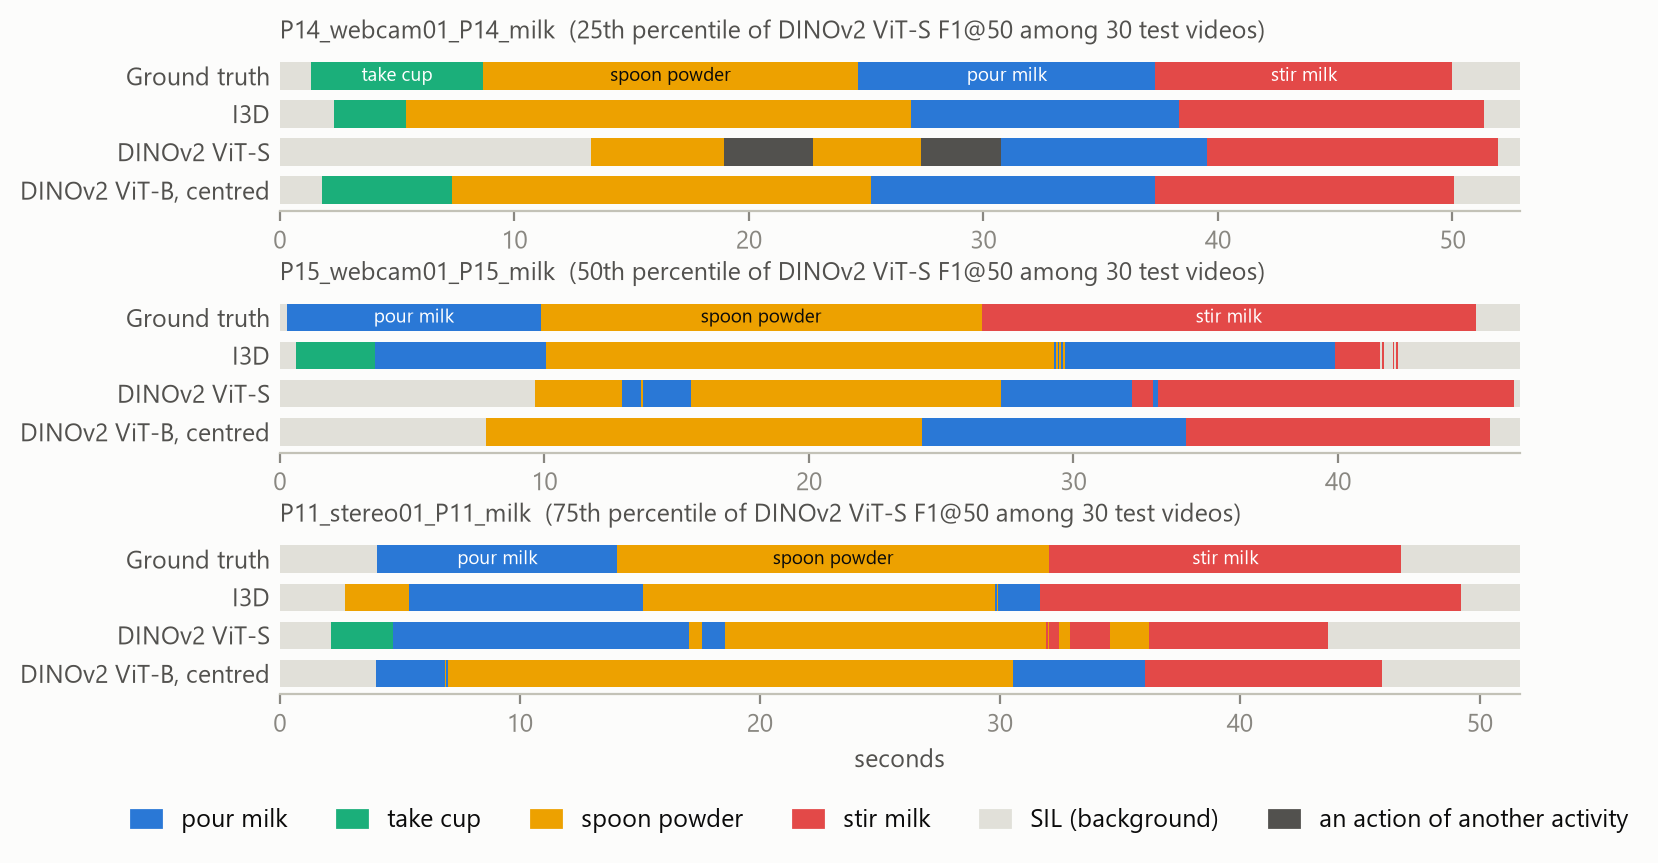 P14_webcam01_P14_milk (25th percentile of DINOv2 ViT-S F1@50 among 30 test videos)
Ground truth take cup spoon powder pour milk stir milk
I3D
DINOv2 ViT-S
DINOv2 ViT-B, centred
0 10 20 30 40 50
P15_webcam01_P15_milk (50th percentile of DINOv2 ViT-S F1@50 among 30 test videos)
Ground truth pour milk spoon powder stir milk
I3D
DINOv2 ViT-S
DINOv2 ViT-B, centred
0 10 20 30 40
P11_stereo01_P11_milk (75th percentile of DINOv2 ViT-S F1@50 among 30 test videos)
Ground truth pour milk spoon powder stir milk
I3D
DINOv2 ViT-S
DINOv2 ViT-B, centred
0 10 20 30 40 50
seconds
pour milk take cup spoon powder stir milk SIL (background) an action of another activity